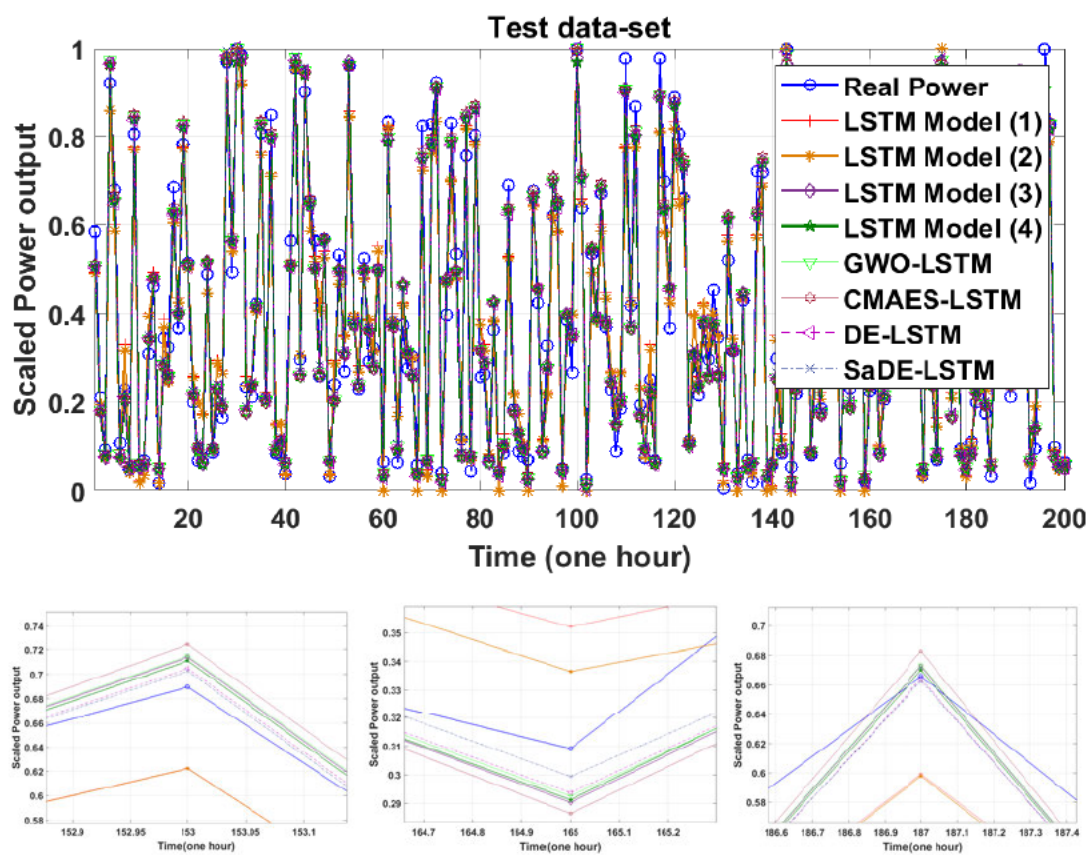 Test data-set
1
0.8
0.6
0.4
0.2
0
Scaled Power output
Real Power
LSTM Model (1)
LSTM Model (2)
LSTM Model (3)
LSTM Model (4)
GWO-LSTM
CMAES-LSTM
DE-LSTM
SaDE-LSTM
20 40 60 80 100 120 140 160 180 200
Time (one hour)
0.74
0.72
0.7
0.68
0.66
0.64
0.62
0.6
0.58
Scaled Power output
152.9 152.95 153 153.05 153.1
Time(one hour)
0.35
0.34
0.33
0.32
0.31
0.3
0.29
Scaled Power output
164.7 164.8 164.9 165 165.1 165.2
Time(one hour)
0.7
0.68
0.66
0.64
0.62
0.6
0.58
Scaled Power output
186.6 186.7 186.8 186.9 187 187.1 187.2 187.3 187.4
Time(one hour)